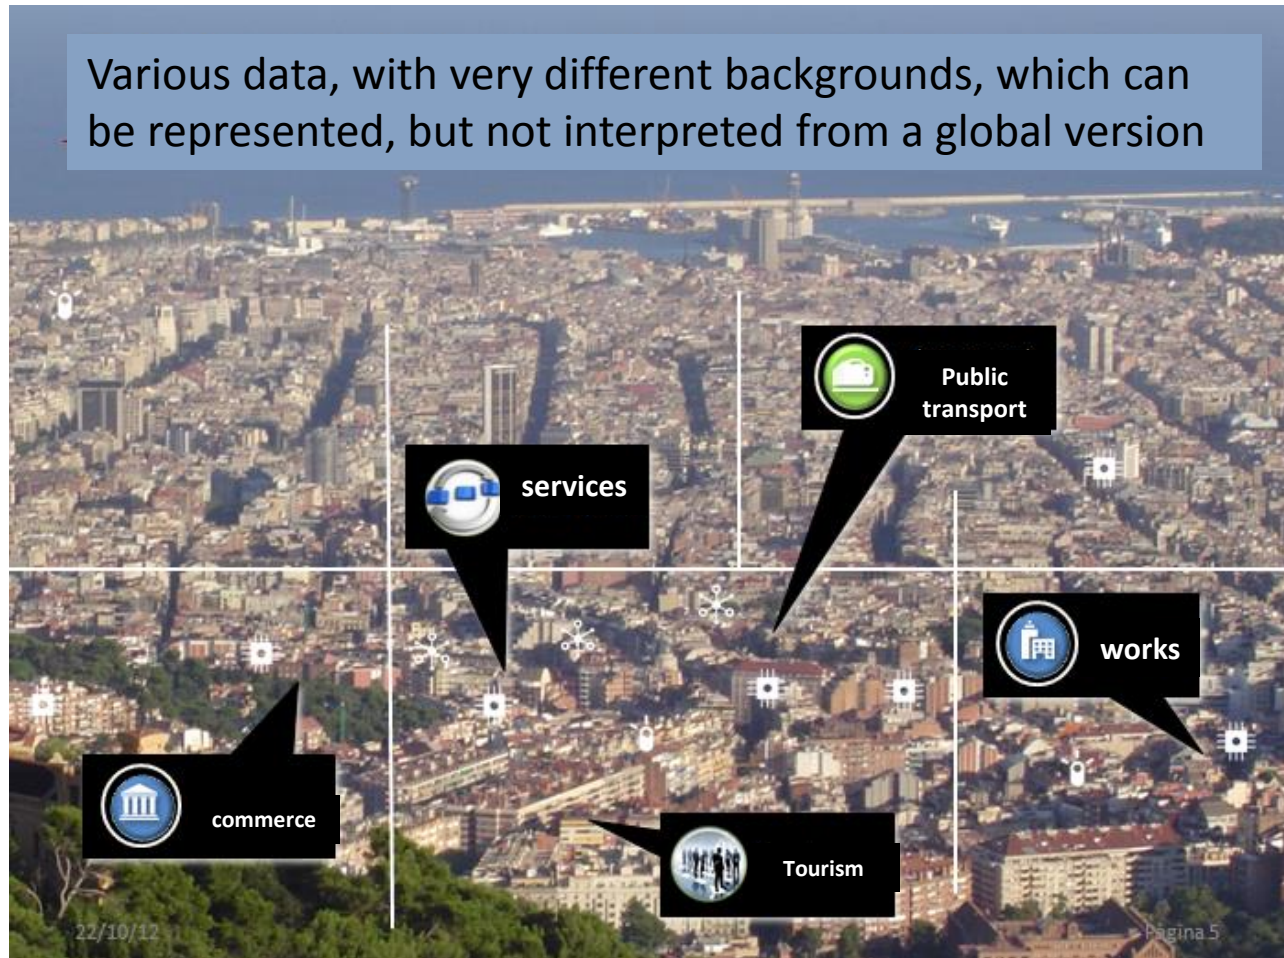 Various data, with very different backgrounds, which can
be represented, but not interpreted from a global version
Public
transport
services
works
commerce
Tourism
22/10/12
Página 5